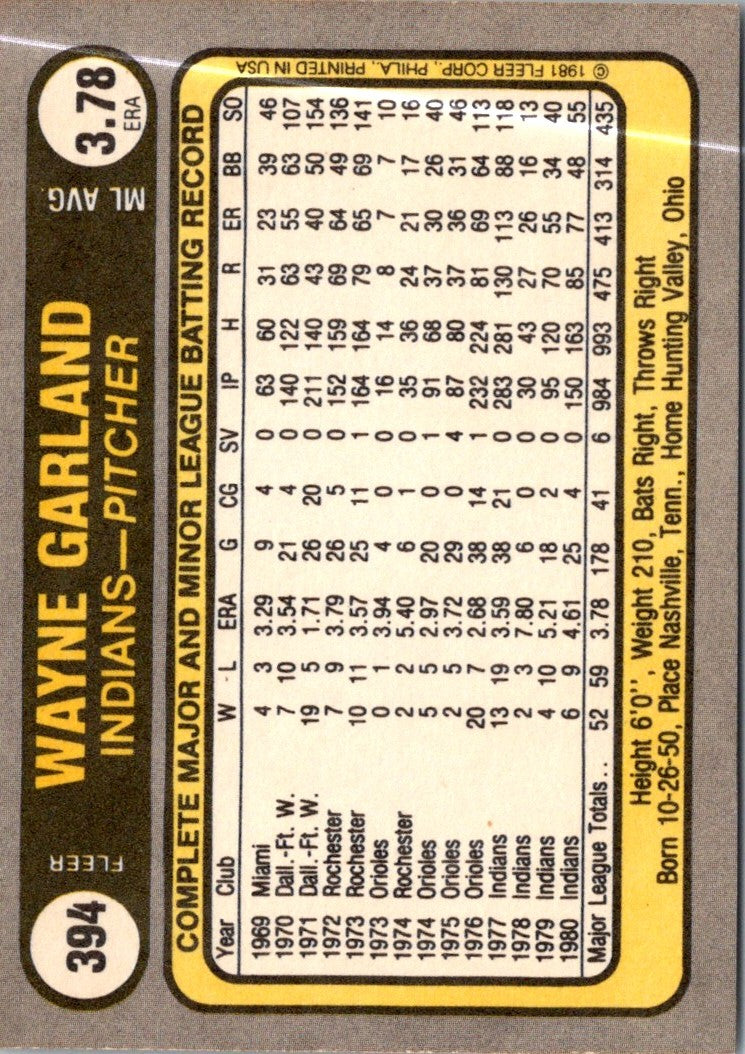 394 FLEER WAYNE GARLAND ML AVG. 3.78
INDIANS—PITCHER ERA
COMPLETE MAJOR AND MINOR LEAGUE BATTING RECORD
Year Club W L ERA G CG SV IP H R ER BB SO
1969 Miami 4 3 3.29 9 4 0 63 60 31 23 39 46
1970 Dall.-Ft. W. 7 10 3.54 21 4 0 140 122 63 55 63 107
1971 Dall.-Ft. W. 19 5 1.71 26 20 0 211 140 43 40 50 154
1972 Rochester 7 9 3.79 26 5 0 152 159 69 64 49 136
1973 Rochester 10 11 3.57 25 11 1 164 164 79 65 69 141
1973 Orioles 0 1 3.94 4 0 0 16 14 8 7 7 10
1974 Rochester 2 2 5.40 6 1 0 35 36 24 21 17 16
1974 Orioles 5 5 2.97 20 0 1 91 68 37 30 26 40
1975 Orioles 2 5 3.72 29 0 4 87 80 37 36 31 46
1976 Orioles 20 7 2.68 38 14 1 232 224 81 69 64 113
1977 Indians 13 19 3.59 38 21 0 283 281 130 113 88 118
1978 Indians 2 3 7.80 6 0 0 30 43 27 26 16 13
1979 Indians 4 10 5.21 18 2 0 95 120 70 55 34 40
1980 Indians 6 9 4.61 25 4 0 150 163 85 77 48 55
Major League Totals.. 52 59 3.78 178 41 6 984 993 475 413 314 435
Height 6'0'', Weight 210, Bats Right, Throws Right
Born 10-26-50, Place Nashville, Tenn., Home Hunting Valley, Ohio
© 1981 FLEER CORP., PHILA., PRINTED IN USA